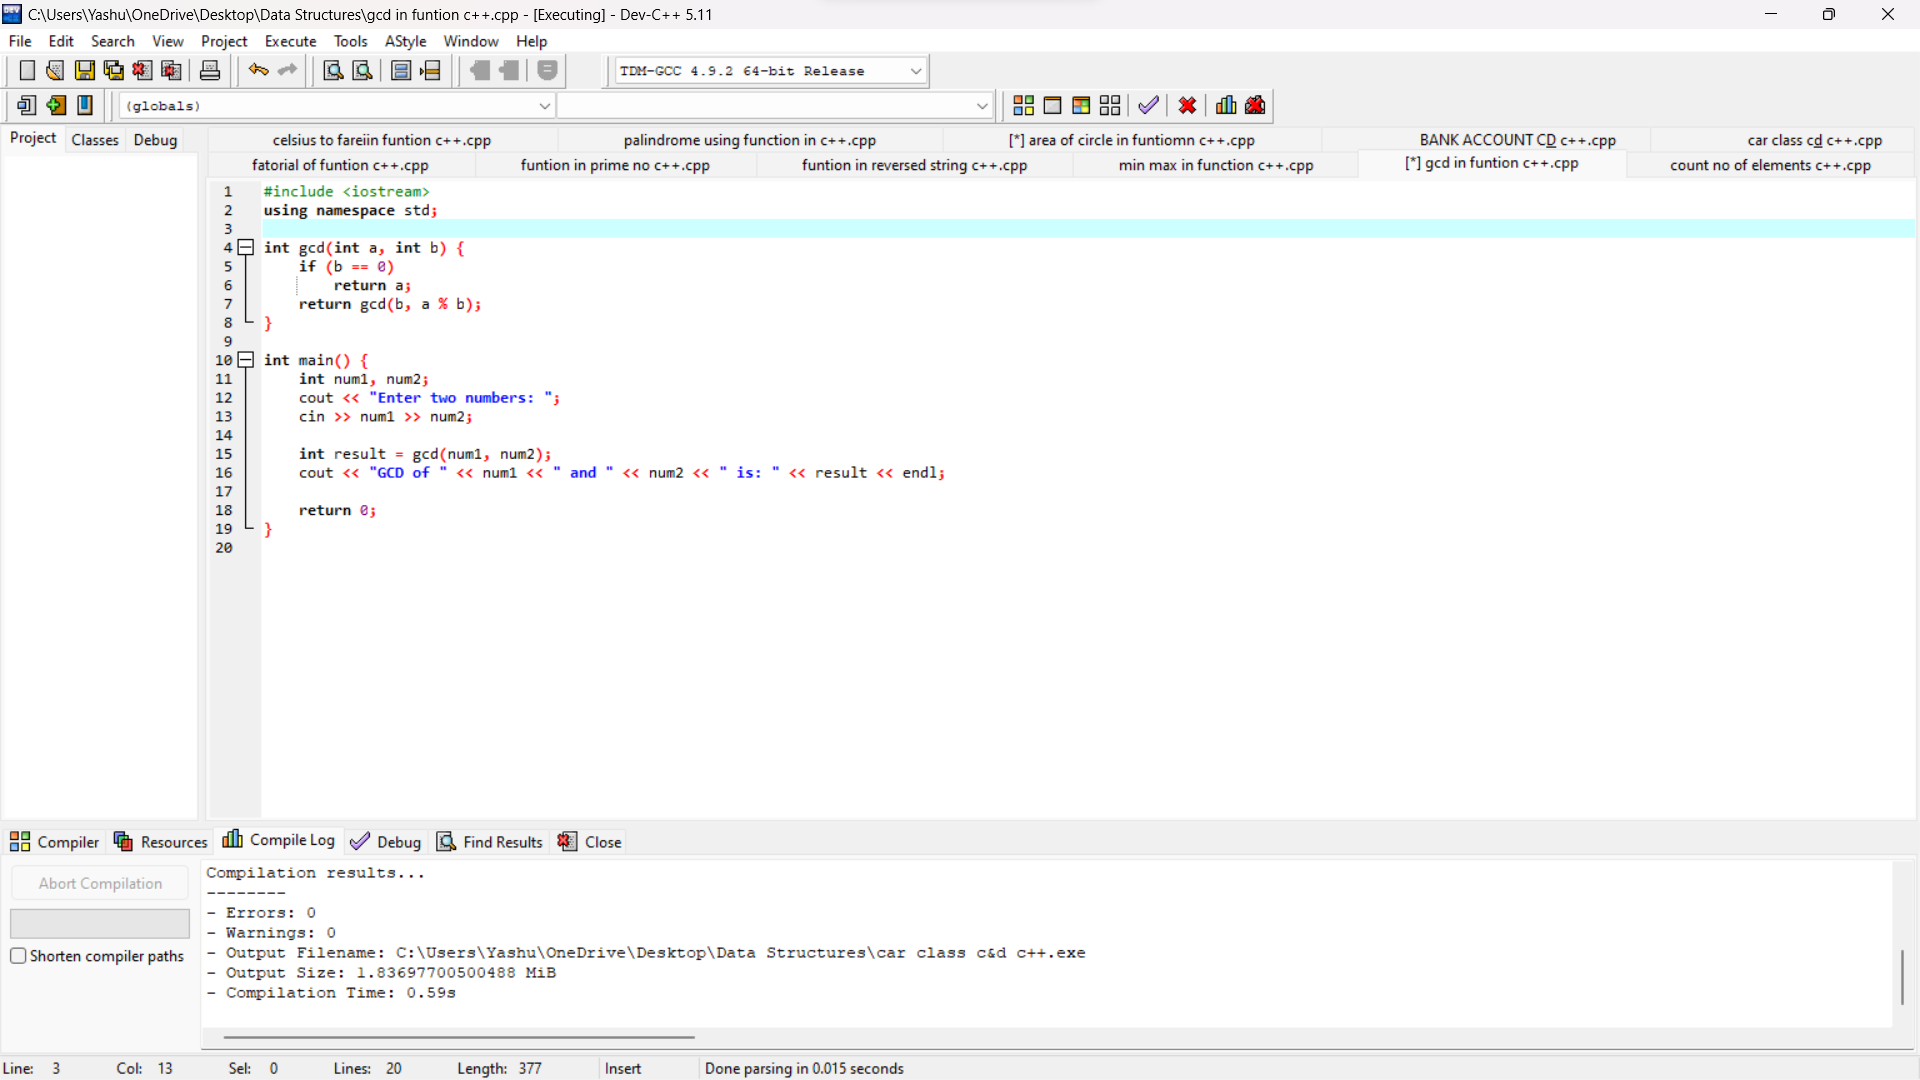 C:\Users\Yashu\OneDrive\Desktop\Data Structures\gcd in funtion c++.cpp - [Executing] - Dev-C++ 5.11
File Edit Search View Project Execute Tools AStyle Window Help
TDM-GCC 4.9.2 64-bit Release
(globals)
Project Classes Debug
celsius to fareiin funtion c++.cpp palindrome using function in c++.cpp [*] area of circle in funtiomn c++.cpp BANK ACCOUNT CD c++.cpp car class cd c++.cpp
fatorial of funtion c++.cpp funtion in prime no c++.cpp funtion in reversed string c++.cpp min max in function c++.cpp [*] gcd in funtion c++.cpp count no of elements c++.cpp
1 #include <iostream>
2 using namespace std;
3
4 int gcd(int a, int b) {
5 if (b == 0)
6 return a;
7 return gcd(b, a % b);
8 }
9
10 int main() {
11 int num1, num2;
12 cout << "Enter two numbers: ";
13 cin >> num1 >> num2;
14
15 int result = gcd(num1, num2);
16 cout << "GCD of " << num1 << " and " << num2 << " is: " << result << endl;
17
18 return 0;
19 }
20
Compiler Resources Compile Log Debug Find Results Close
Abort Compilation
Shorten compiler paths
Compilation results...
--------
- Errors: 0
- Warnings: 0
- Output Filename: C:\Users\Yashu\OneDrive\Desktop\Data Structures\car class c&d c++.exe
- Output Size: 1.83697700500488 MiB
- Compilation Time: 0.59s
Line: 3 Col: 13 Sel: 0 Lines: 20 Length: 377 Insert Done parsing in 0.015 seconds